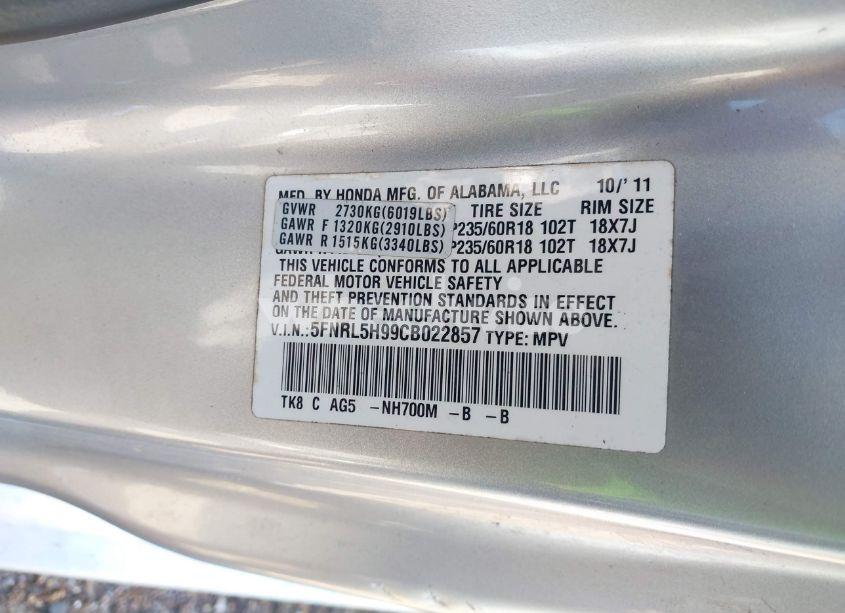 MFD. BY HONDA MFG. OF ALABAMA, LLC 10/'11
GVWR 2730KG(6019LBS) TIRE SIZE RIM SIZE
GAWR F 1320KG(2910LBS) P235/60R18 102T 18X7J
GAWR R 1515KG(3340LBS) P235/60R18 102T 18X7J
THIS VEHICLE CONFORMS TO ALL APPLICABLE
FEDERAL MOTOR VEHICLE SAFETY
AND THEFT PREVENTION STANDARDS IN EFFECT
ON THE DATE OF MANUFACTURE SHOWN ABOVE.
V.I.N.:5FNRL5H99CB022857 TYPE: MPV
TK8 C AG5 -NH700M -B -B